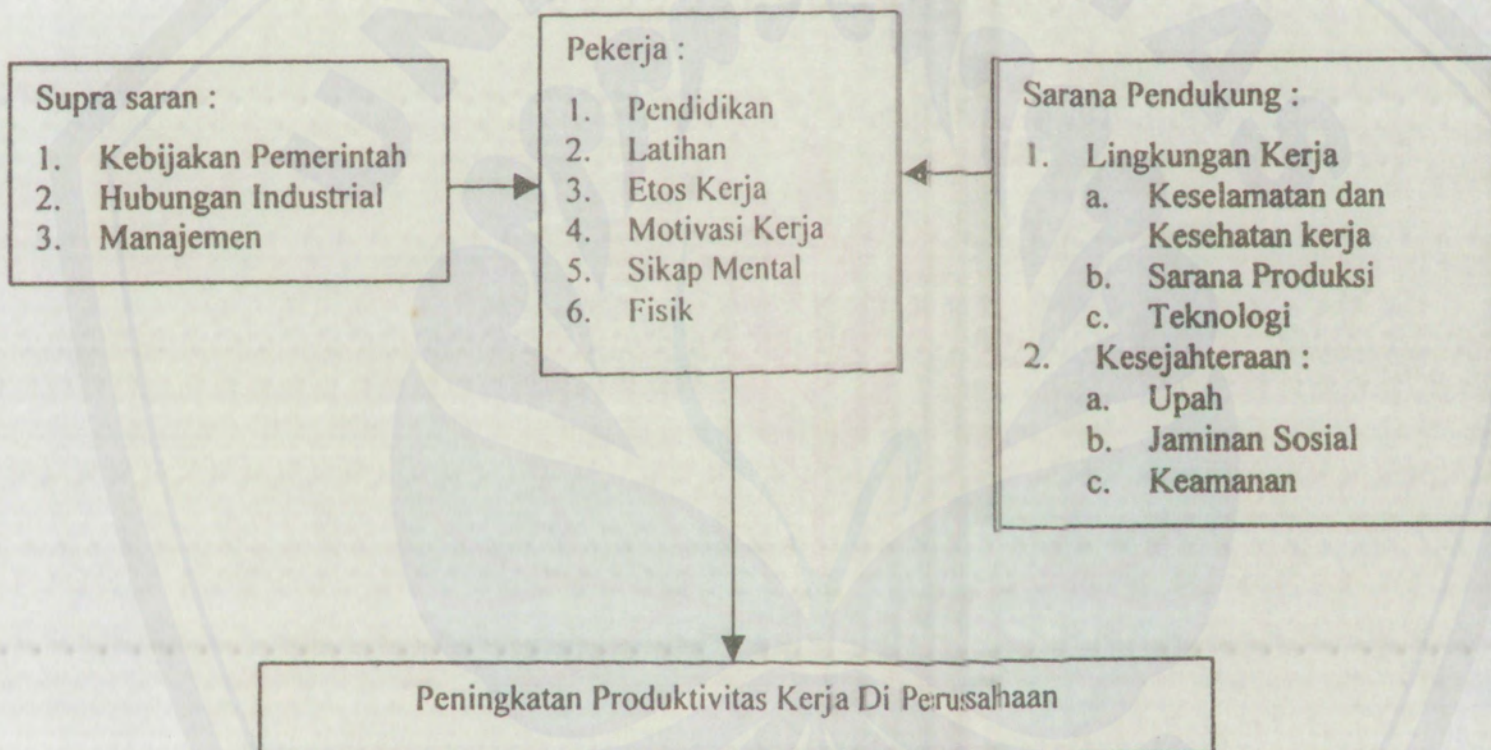 Supra saran :
1. Kebijakan Pemerintah
2. Hubungan Industrial
3. Manajemen
Pekerja :
1. Pendidikan
2. Latihan
3. Etos Kerja
4. Motivasi Kerja
5. Sikap Mental
6. Fisik
Sarana Pendukung :
1. Lingkungan Kerja
a. Keselamatan dan
Kesehatan kerja
b. Sarana Produksi
c. Teknologi
2. Kesejahteraan :
a. Upah
b. Jaminan Sosial
c. Keamanan
Peningkatan Produktivitas Kerja Di Perusahaan